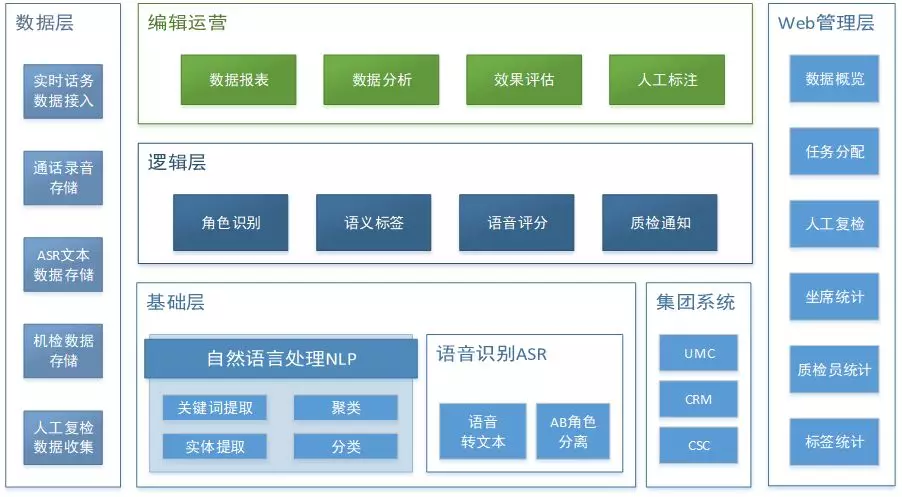 数据层
实时话务
数据接入
通话录音
存储
ASR文本
数据存储
机检数据
存储
人工复检
数据收集
编辑运营
数据报表
数据分析
效果评估
人工标注
逻辑层
角色识别
语义标签
语音评分
质检通知
基础层
自然语言处理NLP
关键词提取
聚类
实体提取
分类
语音识别ASR
语音
转文本
AB角色
分离
集团系统
UMC
CRM
CSC
Web管理层
数据概览
任务分配
人工复检
坐席统计
质检员统计
标签统计